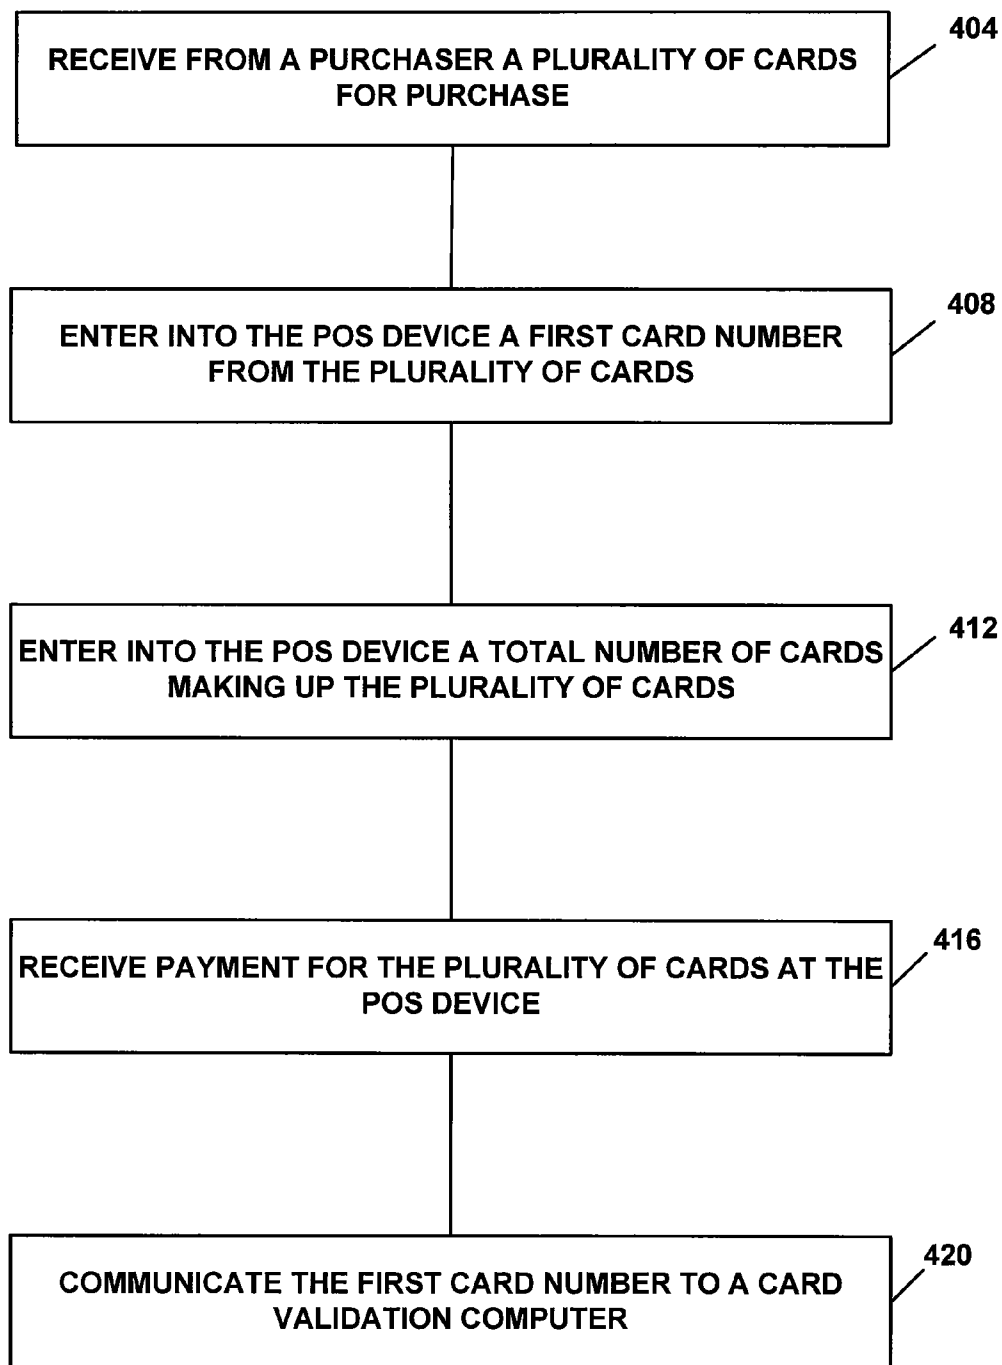 404
RECEIVE FROM A PURCHASER A PLURALITY OF CARDS
FOR PURCHASE
408
ENTER INTO THE POS DEVICE A FIRST CARD NUMBER
FROM THE PLURALITY OF CARDS
412
ENTER INTO THE POS DEVICE A TOTAL NUMBER OF CARDS
MAKING UP THE PLURALITY OF CARDS
416
RECEIVE PAYMENT FOR THE PLURALITY OF CARDS AT THE
POS DEVICE
420
COMMUNICATE THE FIRST CARD NUMBER TO A CARD
VALIDATION COMPUTER